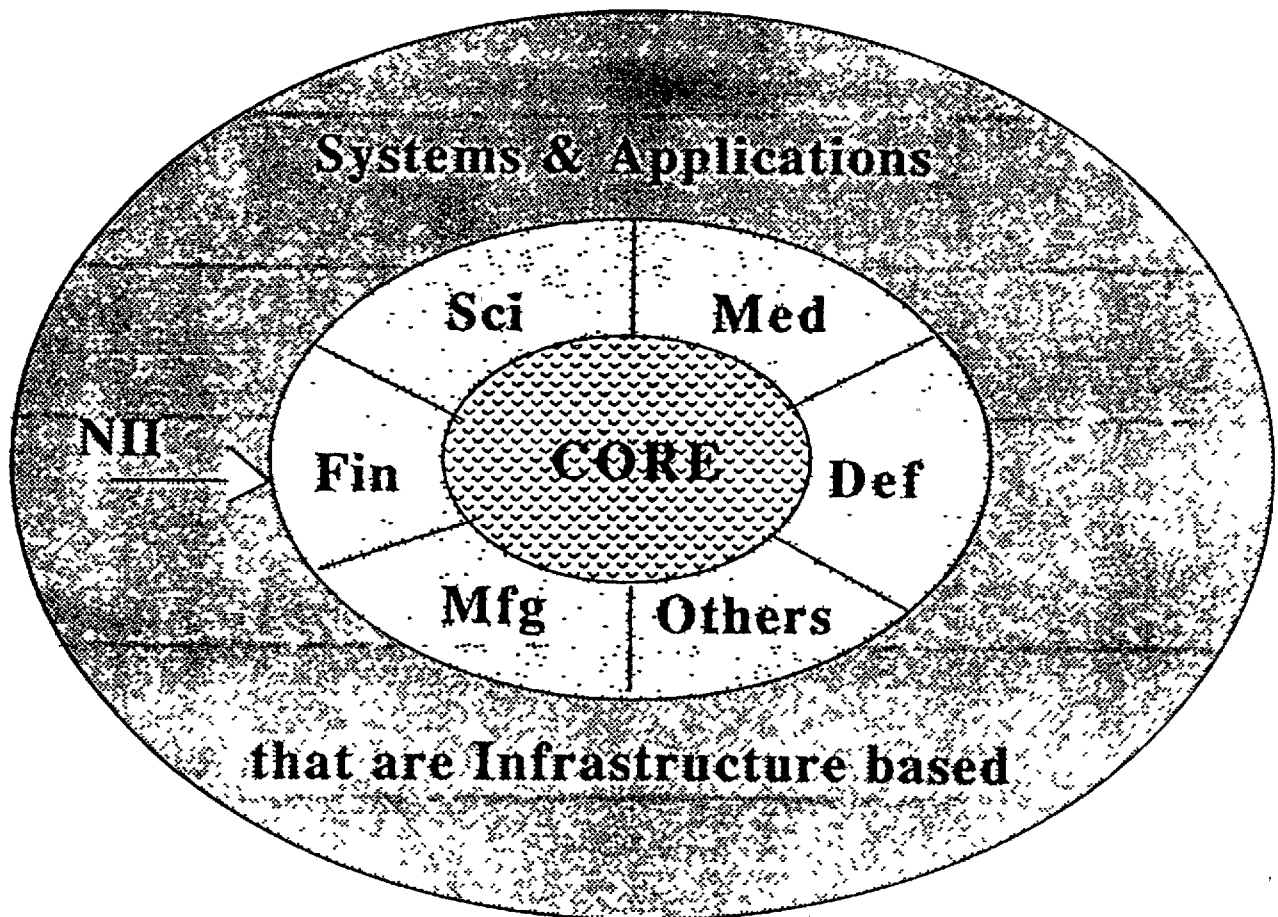 Systems & Applications
Sci
Med
NII
Fin
CORE
Def
Mfg
Others
that are Infrastructure based